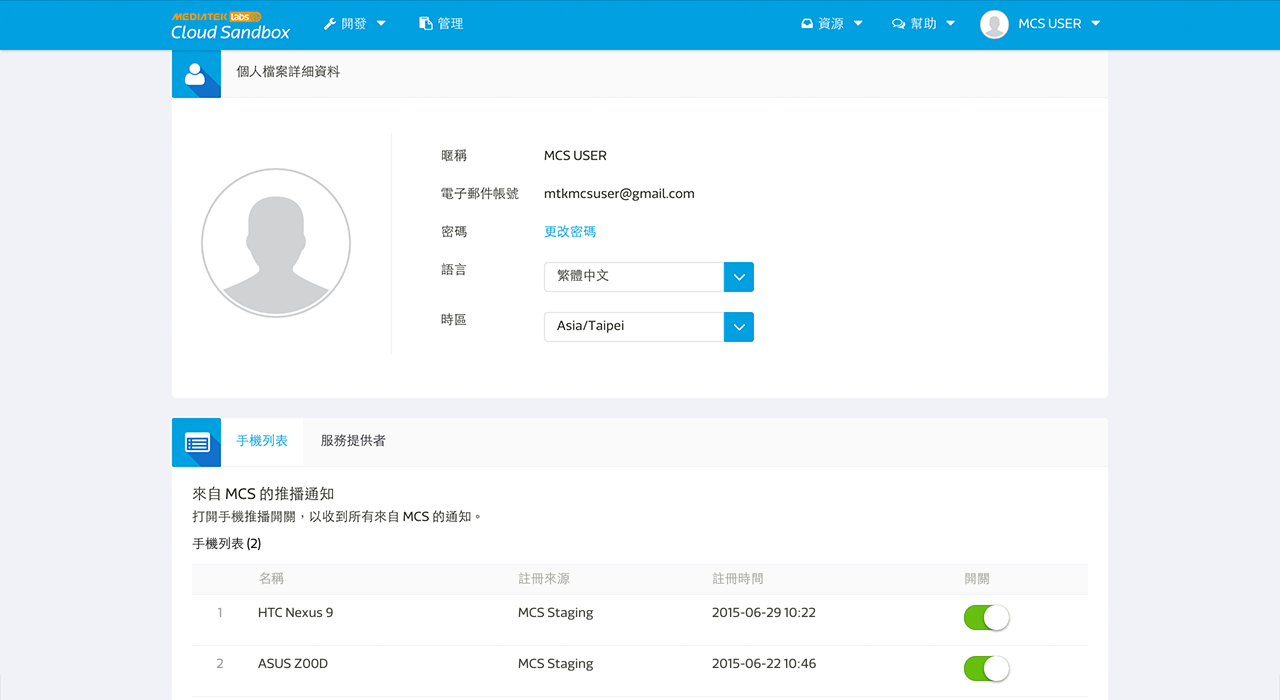 MEDIATEK labs
Cloud Sandbox
開發
管理
資源
幫助
MCS USER
個人檔案詳細資料
暱稱 MCS USER
電子郵件帳號 mtkmcsuser@gmail.com
密碼 更改密碼
語言 繁體中文
時區 Asia/Taipei
手機列表 服務提供者
來自 MCS 的推播通知
打開手機推播開關，以收到所有來自 MCS 的通知。
手機列表 (2)
名稱 註冊來源 註冊時間 開關
1 HTC Nexus 9 MCS Staging 2015-06-29 10:22
2 ASUS Z00D MCS Staging 2015-06-22 10:46